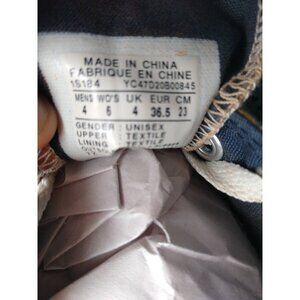 MADE IN CHINA
FABRIQUE EN CHINE
1S184 YC47D20B00845
MENS WO'S UK EUR CM
4 6 4 36.5 23
GENDER : UNISEX
UPPER : TEXTILE
LINING : TEXTILE